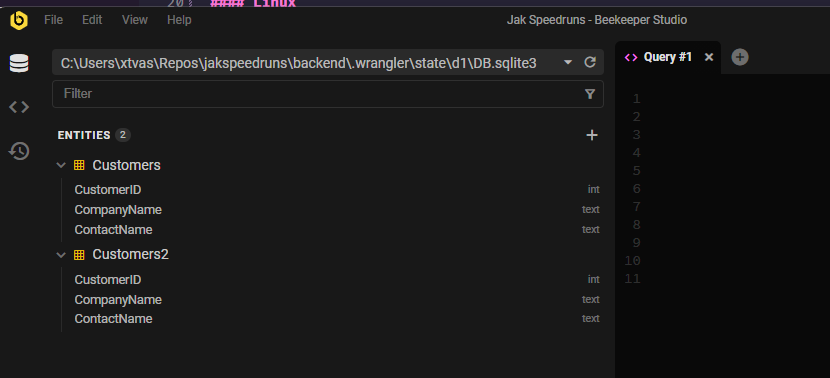 20 #### Linux
File Edit View Help Jak Speedruns - Beekeeper Studio
C:\Users\xtvas\Repos\jakspeedruns\backend\.wrangler\state\d1\DB.sqlite3
Query #1
Filter
ENTITIES 2
Customers
CustomerID int
CompanyName text
ContactName text
Customers2
CustomerID int
CompanyName text
ContactName text
1
2
3
4
5
6
7
8
9
10
11